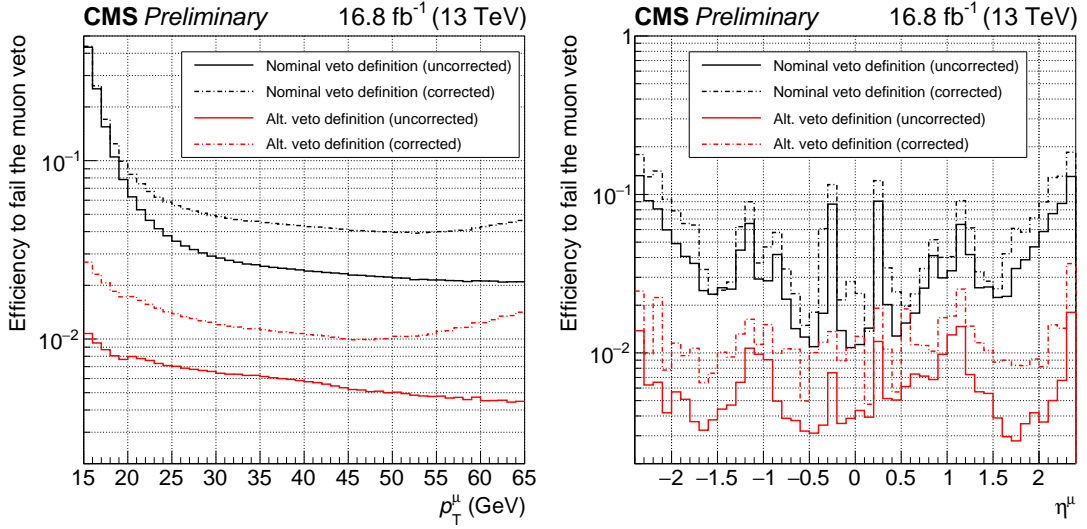 CMS Preliminary 16.8 fb⁻¹ (13 TeV)
Efficiency to fail the muon veto
Nominal veto definition (uncorrected)
Nominal veto definition (corrected)
Alt. veto definition (uncorrected)
Alt. veto definition (corrected)
10⁻¹
10⁻²
15 20 25 30 35 40 45 50 55 60 65
p_T^μ (GeV)
CMS Preliminary 16.8 fb⁻¹ (13 TeV)
Efficiency to fail the muon veto
Nominal veto definition (uncorrected)
Nominal veto definition (corrected)
Alt. veto definition (uncorrected)
Alt. veto definition (corrected)
1
10⁻¹
10⁻²
−2 −1.5 −1 −0.5 0 0.5 1 1.5 2
η^μ